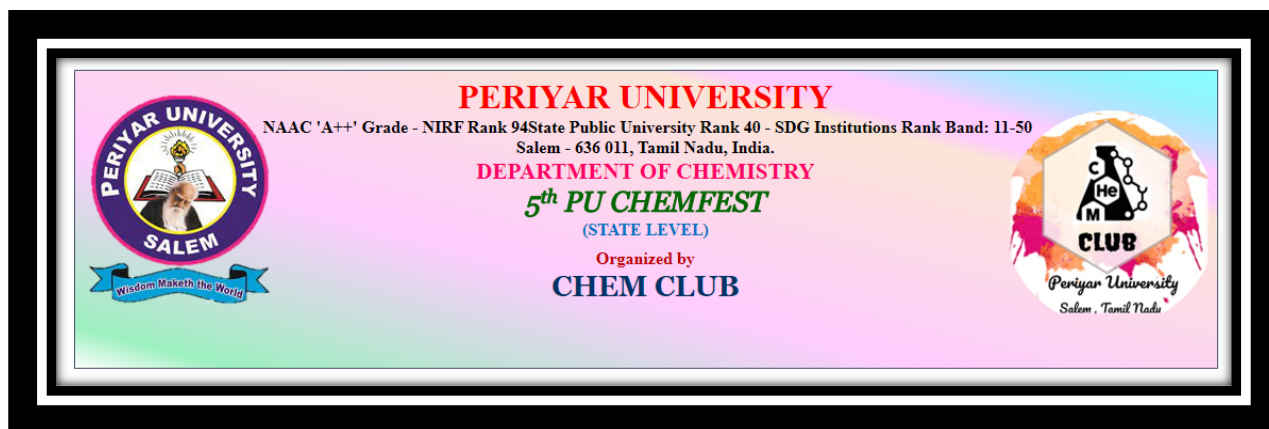 PERIYAR UNIVERSITY
NAAC 'A++' Grade - NIRF Rank 94State Public University Rank 40 - SDG Institutions Rank Band: 11-50
Salem - 636 011, Tamil Nadu, India.
DEPARTMENT OF CHEMISTRY
5th PU CHEMFEST
(STATE LEVEL)
Organized by
CHEM CLUB
PERIYAR UNIVERSITY
SALEM
Wisdom Maketh the World
C
He
M
CLUB
Periyar University
Salem , Tamil Nadu